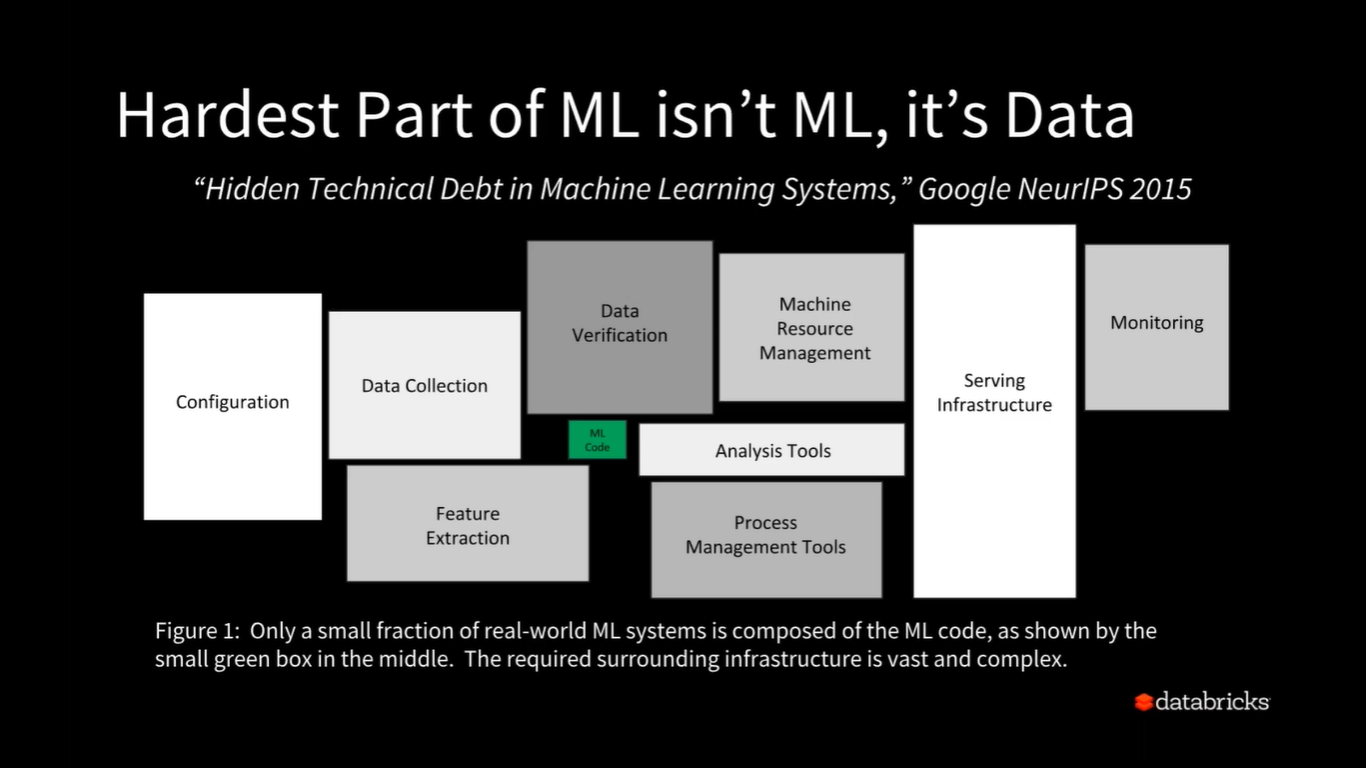 Hardest Part of ML isn’t ML, it’s Data
“Hidden Technical Debt in Machine Learning Systems,” Google NeurIPS 2015
Configuration
Data Collection
Data
Verification
Machine
Resource
Management
Serving
Infrastructure
Monitoring
ML
Code
Analysis Tools
Feature
Extraction
Process
Management Tools
Figure 1:  Only a small fraction of real-world ML systems is composed of the ML code, as shown by the
small green box in the middle.  The required surrounding infrastructure is vast and complex.
databricks